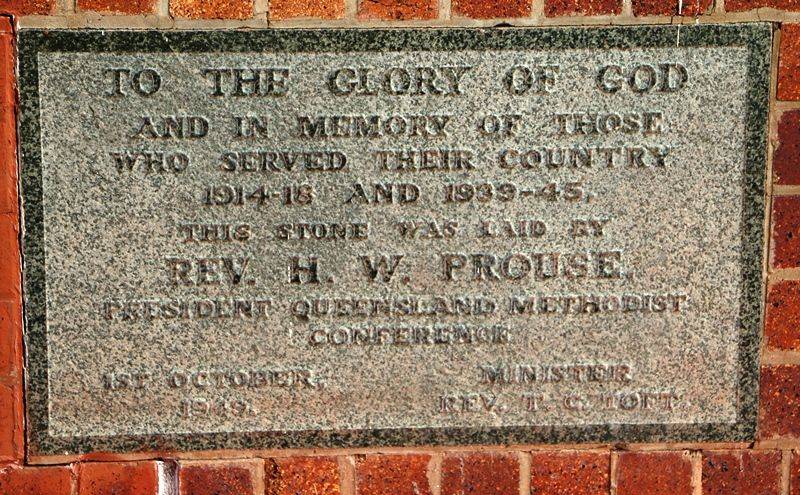 TO THE GLORY OF GOD
AND IN MEMORY OF THOSE
WHO SERVED THEIR COUNTRY
1914-18 AND 1939-45.
THIS STONE WAS LAID BY
REV. H. W. PROUSE.
PRESIDENT QUEENSLAND METHODIST
CONFERENCE
1ST OCTOBER, MINISTER
1949. REV. T. C. TOFT.